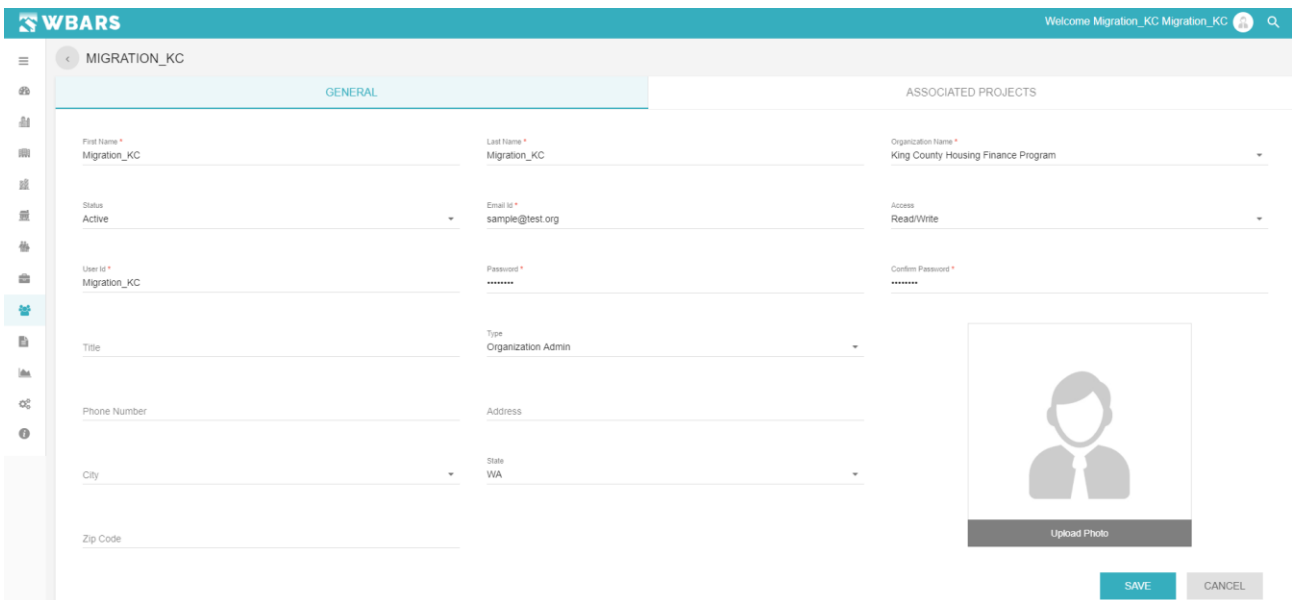 WBARS
Welcome Migration_KC Migration_KC
MIGRATION_KC
GENERAL
ASSOCIATED PROJECTS
First Name *
Migration_KC
Last Name *
Migration_KC
Organization Name *
King County Housing Finance Program
Status
Active
Email Id *
sample@test.org
Access
Read/Write
User Id *
Migration_KC
Password *
••••••••
Confirm Password *
••••••••
Title
Type
Organization Admin
Phone Number
Address
City
State
WA
Zip Code
Upload Photo
SAVE
CANCEL